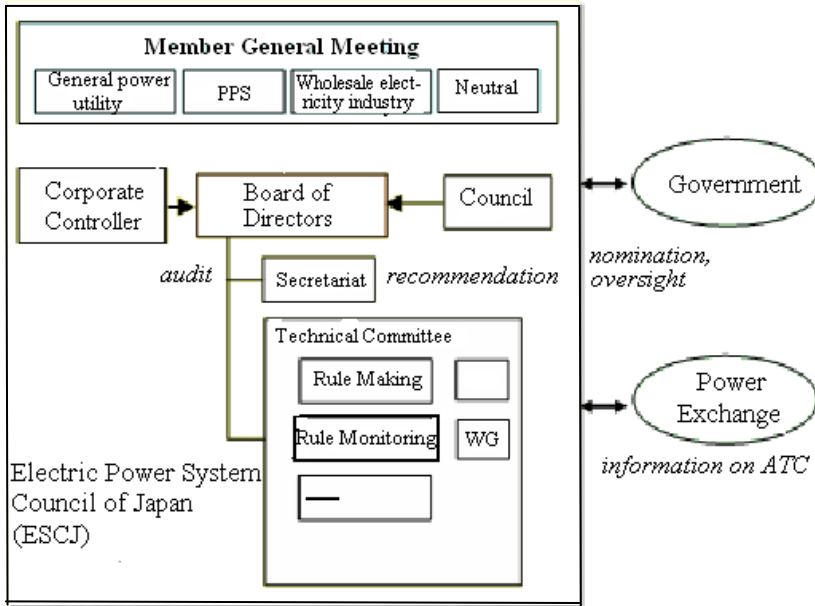 Member General Meeting
General power
utility
PPS
Wholesale elect-
ricity industry
Neutral
Corporate
Controller
Board of
Directors
Council
Government
audit
Secretariat
recommendation
nomination,
oversight
Technical Committee
Rule Making
Rule Monitoring
WG
Power
Exchange
information on ATC
Electric Power System
Council of Japan
(ESCJ)